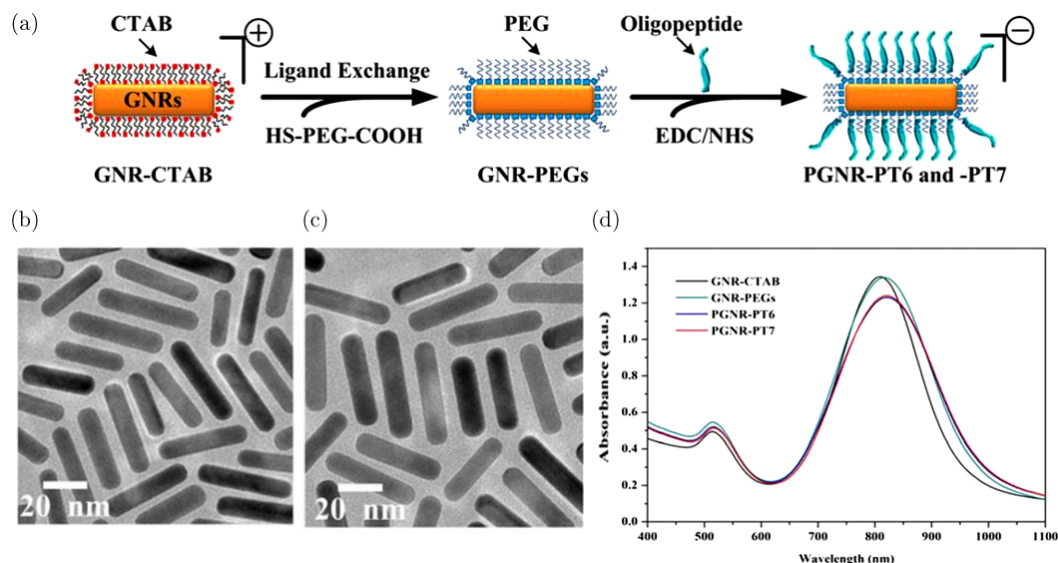 (a)
CTAB
+
GNRs
GNR-CTAB
Ligand Exchange
HS-PEG-COOH
PEG
GNR-PEGs
Oligopeptide
EDC/NHS
−
PGNR-PT6 and -PT7
(b)
20 nm
(c)
20 nm
(d)
Absorbance (a.u.)
1.4
1.2
1.0
0.8
0.6
0.4
0.2
0.0
GNR-CTAB
GNR-PEGs
PGNR-PT6
PGNR-PT7
400 500 600 700 800 900 1000 1100
Wavelength (nm)